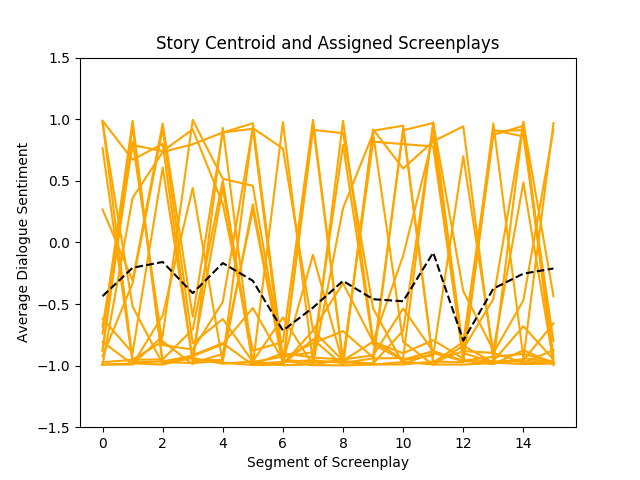 Story Centroid and Assigned Screenplays
1.5
1.0
0.5
0.0
−0.5
−1.0
−1.5
Average Dialogue Sentiment
0 2 4 6 8 10 12 14
Segment of Screenplay